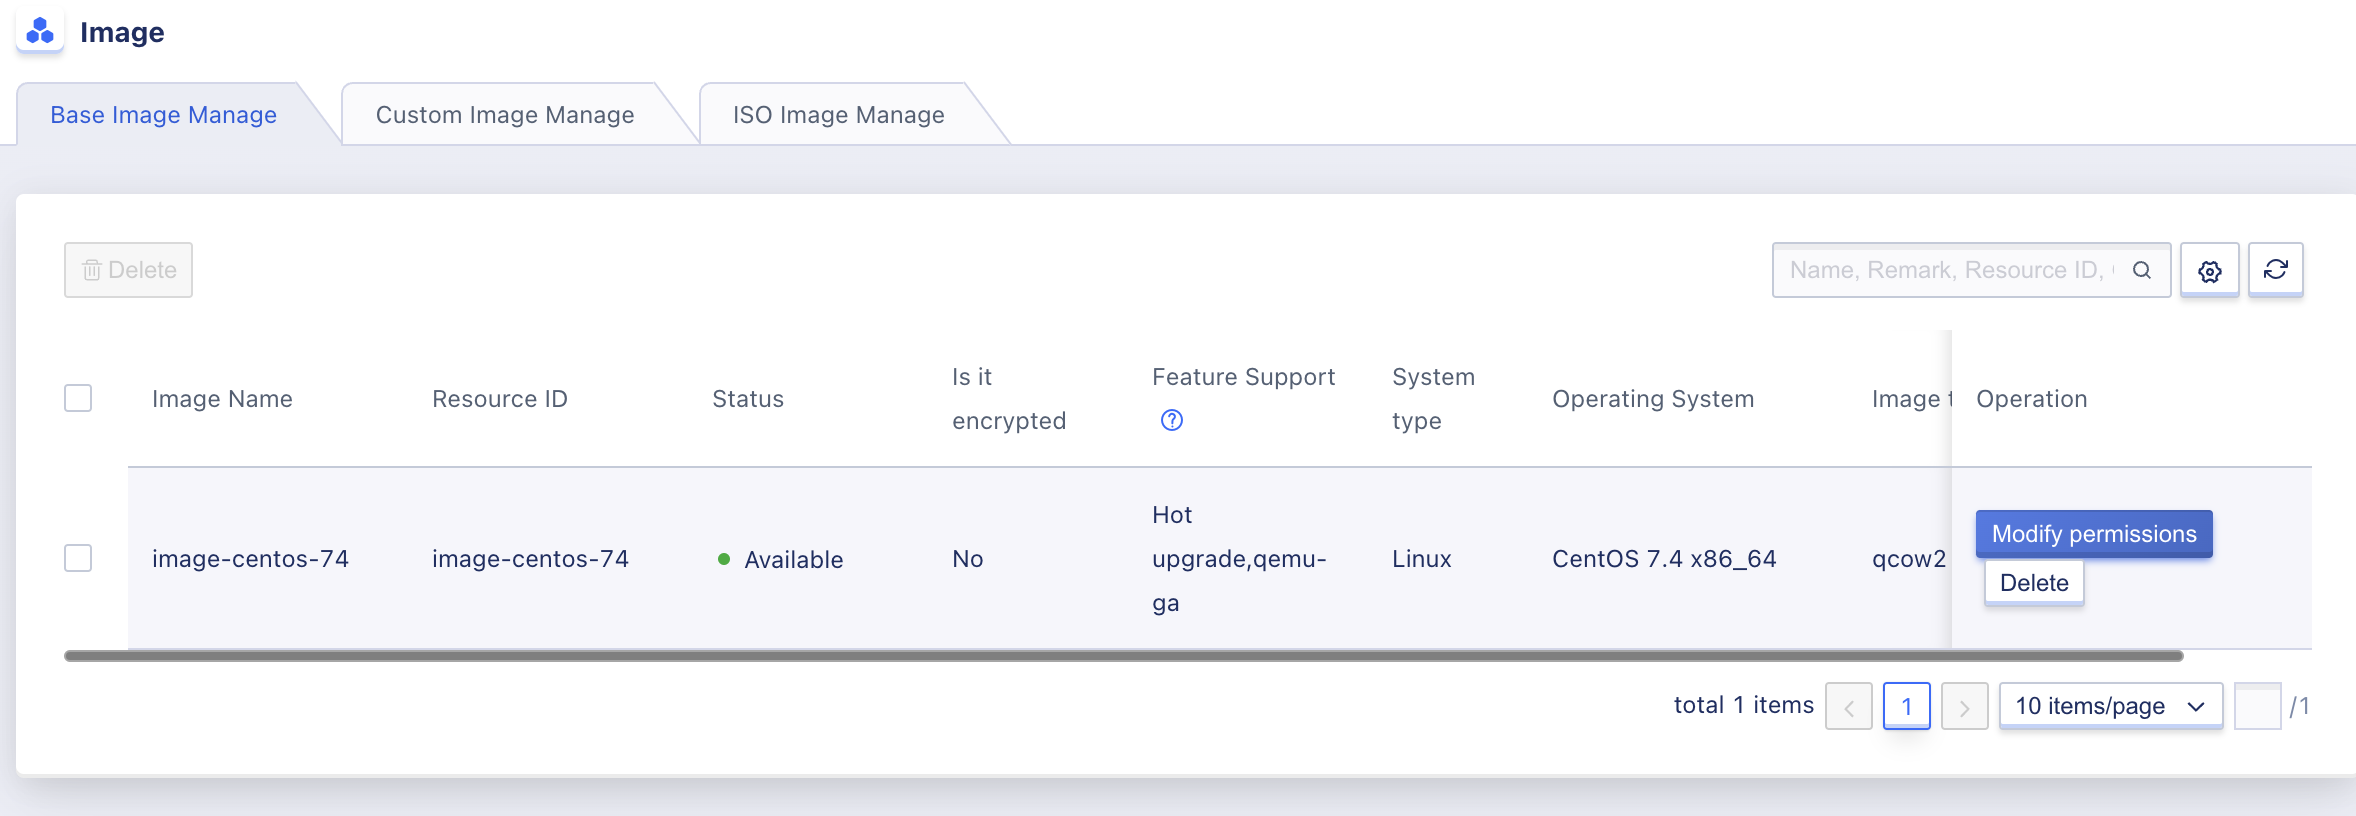 Image
Base Image Manage
Custom Image Manage
ISO Image Manage
Delete
Name, Remark, Resource ID,
Image Name
Resource ID
Status
Is it
encrypted
Feature Support
System
type
Operating System
Image t
Operation
image-centos-74
image-centos-74
Available
No
Hot
upgrade,qemu-
ga
Linux
CentOS 7.4 x86_64
qcow2
Modify permissions
Delete
total 1 items
1
10 items/page
/1